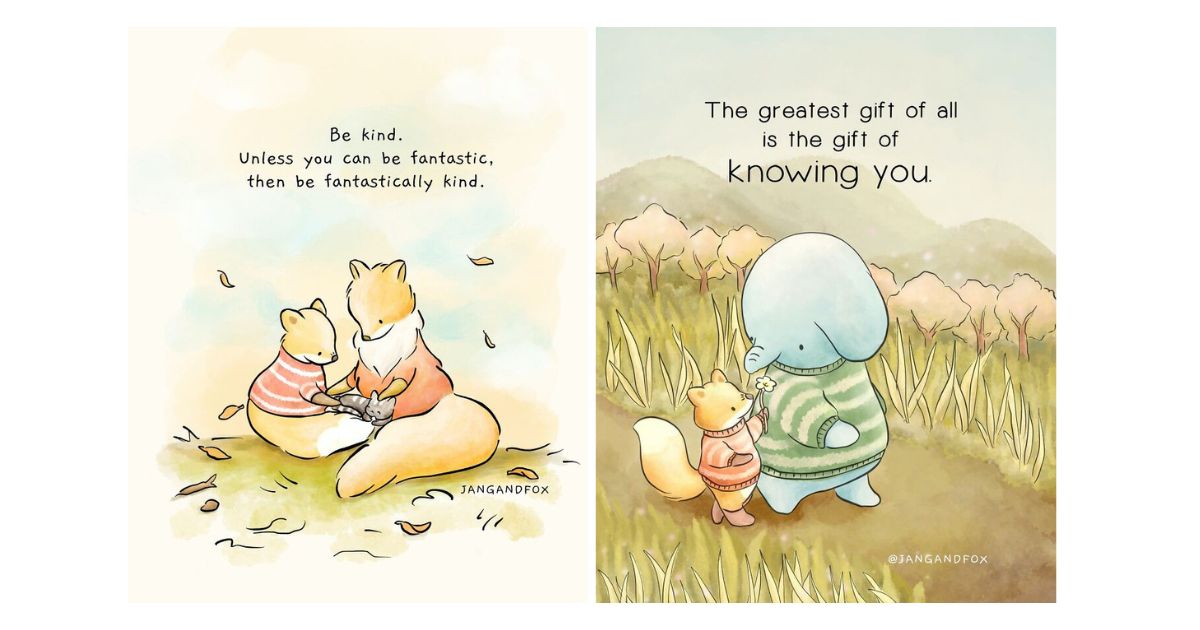 Be kind.
Unless you can be fantastic,
then be fantastically kind.
JANGANDFOX
The greatest gift of all
is the gift of
knowing you.
@JANGANDFOX